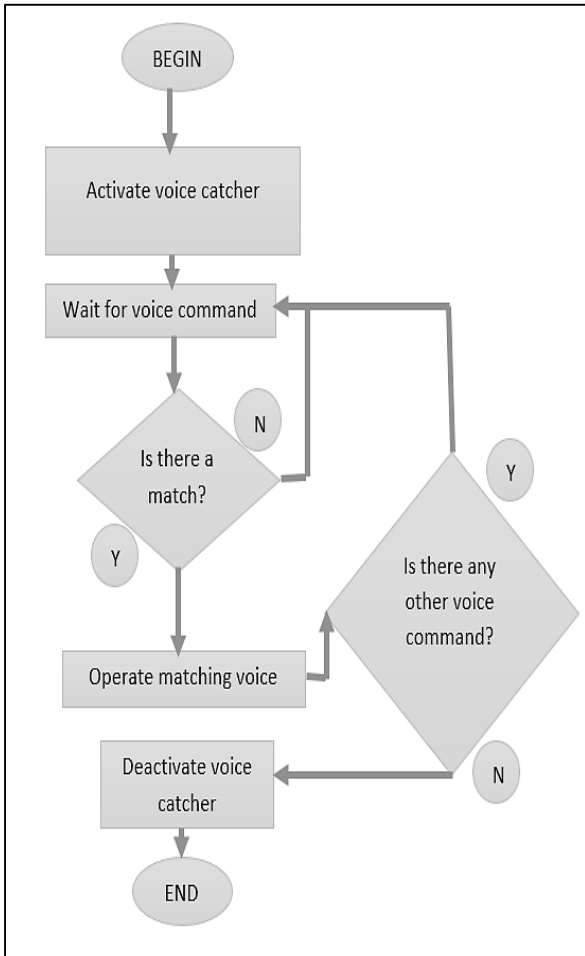 BEGIN
Activate voice catcher
Wait for voice command
N
Is there a
match?
Y
Y
Is there any
other voice
command?
Operate matching voice
Deactivate voice
catcher
N
END